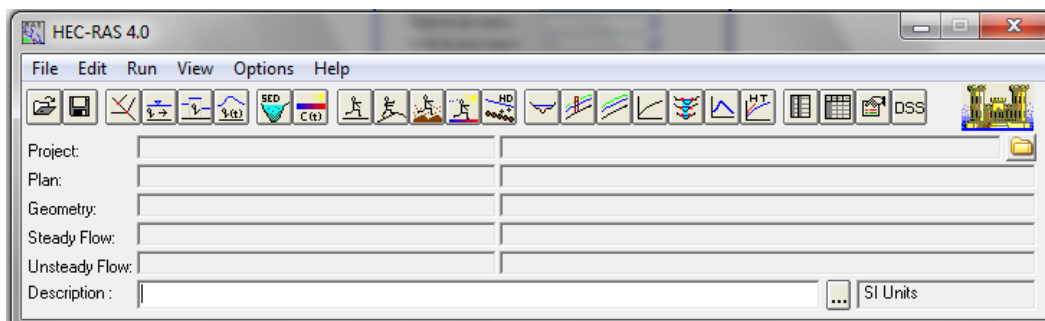 HEC-RAS 4.0
File Edit Run View Options Help
SED C(t) HD HT DSS
Project:
Plan:
Geometry:
Steady Flow:
Unsteady Flow:
Description : ... SI Units